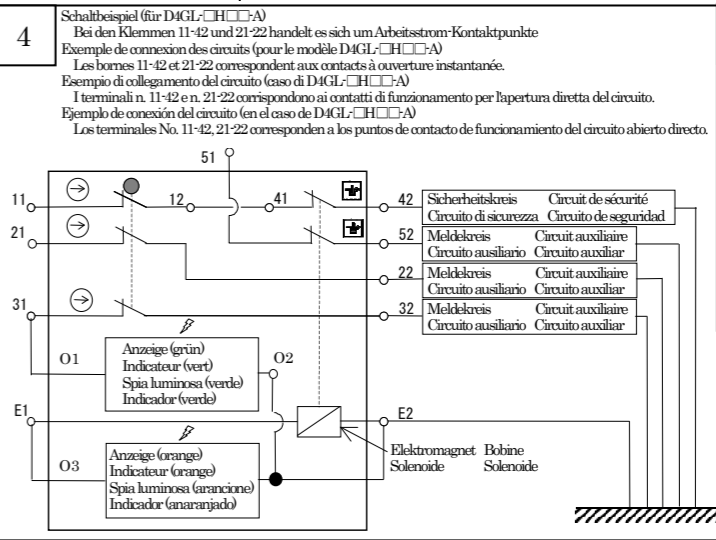 4
Schaltbeispiel (für D4GL-□H□□-A)
Bei den Klemmen 11-42 und 21-22 handelt es sich um Arbeitsstrom-Kontaktpunkte
Exemple de connexion des circuits (pour le modèle D4GL-□H□□-A)
Les bornes 11-42 et 21-22 correspondent aux contacts à ouverture instantanée.
Esempio di collegamento del circuito (caso di D4GL-□H□□-A)
I terminali n. 11-42 e n. 21-22 corrispondono ai contatti di funzionamento per l'apertura diretta del circuito.
Ejemplo de conexión del circuito (en el caso de D4GL-□H□□-A)
Los terminales No. 11-42, 21-22 corresponden a los puntos de contacto de funcionamiento del circuito abierto directo.
51
11
12
41
42
Sicherheitskreis Circuit de sécurité
Circuito di sicurezza Circuito de seguridad
21
52
Meldekreis Circuit auxiliaire
Circuito ausiliario Circuito auxiliar
22
Meldekreis Circuit auxiliaire
Circuito ausiliario Circuito auxiliar
31
32
Meldekreis Circuit auxiliaire
Circuito ausiliario Circuito auxiliar
O1
Anzeige (grün)
Indicateur (vert)
Spia luminosa (verde)
Indicador (verde)
O2
E1
E2
Elektromagnet Bobine
Solenoide Solenoide
O3
Anzeige (orange)
Indicateur (orange)
Spia luminosa (arancione)
Indicador (anaranjado)